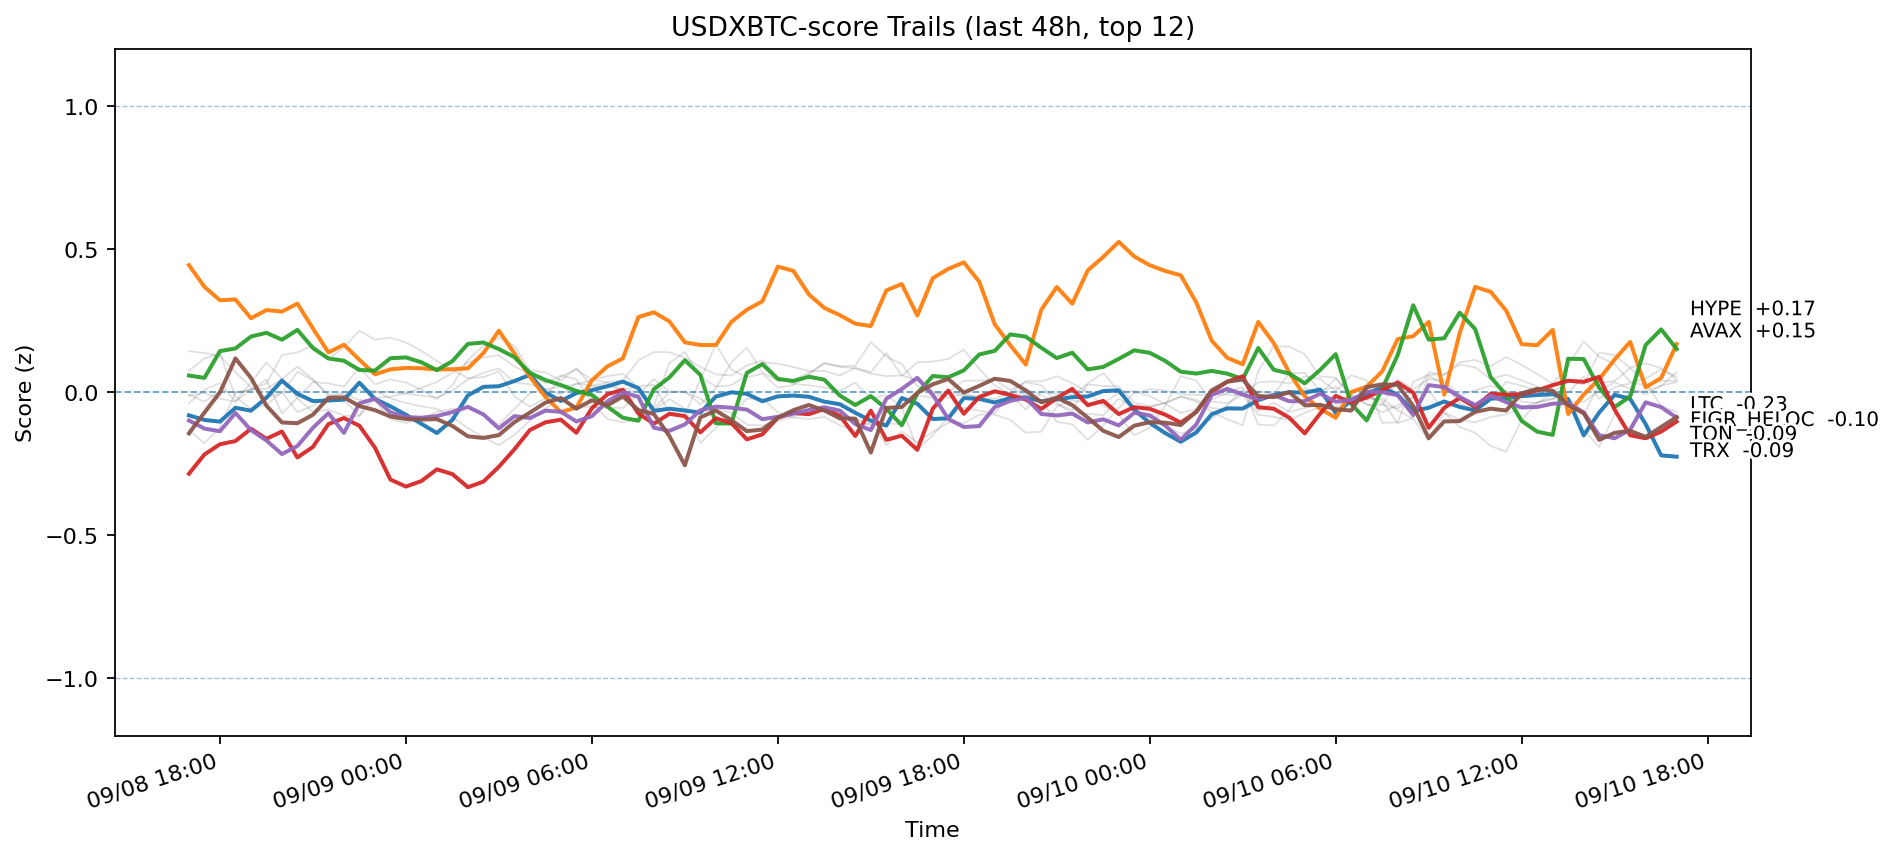 USDXBTC-score Trails (last 48h, top 12)
Score (z)
1.0
0.5
0.0
−0.5
−1.0
HYPE +0.17
AVAX +0.15
-0.23
FIGR_HELOC -0.10
TON -0.09
TRX -0.09
09/08 18:00
09/09 00:00
09/09 06:00
09/09 12:00
09/09 18:00
09/10 00:00
09/10 06:00
09/10 12:00
09/10 18:00
Time